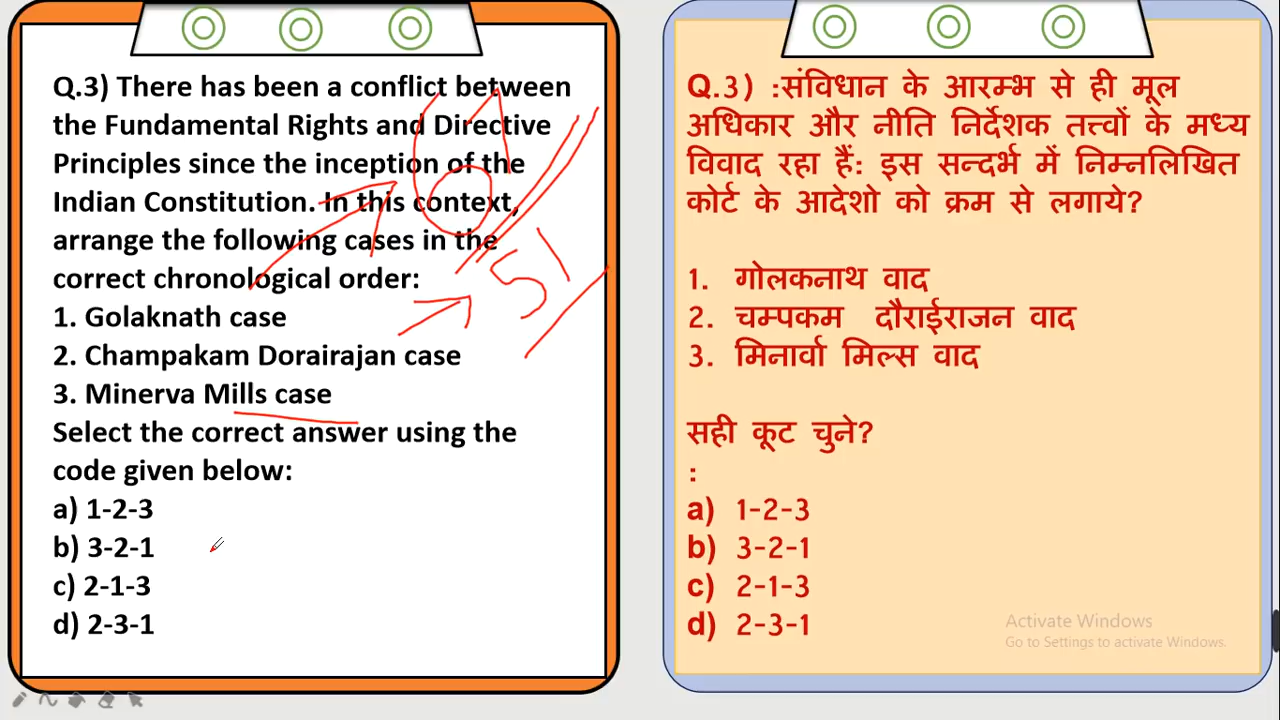 Q.3) There has been a conflict between
the Fundamental Rights and Directive
Principles since the inception of the
Indian Constitution. In this context,
arrange the following cases in the
correct chronological order:
1. Golaknath case
2. Champakam Dorairajan case
3. Minerva Mills case
Select the correct answer using the
code given below:
a) 1-2-3
b) 3-2-1
c) 2-1-3
d) 2-3-1
67
51
Q.3) :संविधान के आरम्भ से ही मूल
अधिकार और नीति निर्देशक तत्त्वों के मध्य
विवाद रहा हैं: इस सन्दर्भ में निम्नलिखित
कोर्ट के आदेशो को क्रम से लगाये?
1. गोलकनाथ वाद
2. चम्पकम दौराईराजन वाद
3. मिनार्वा मिल्स वाद
सही कूट चुने?
:
a) 1-2-3
b) 3-2-1
c) 2-1-3
d) 2-3-1
Activate Windows
Go to Settings to activate Windows.